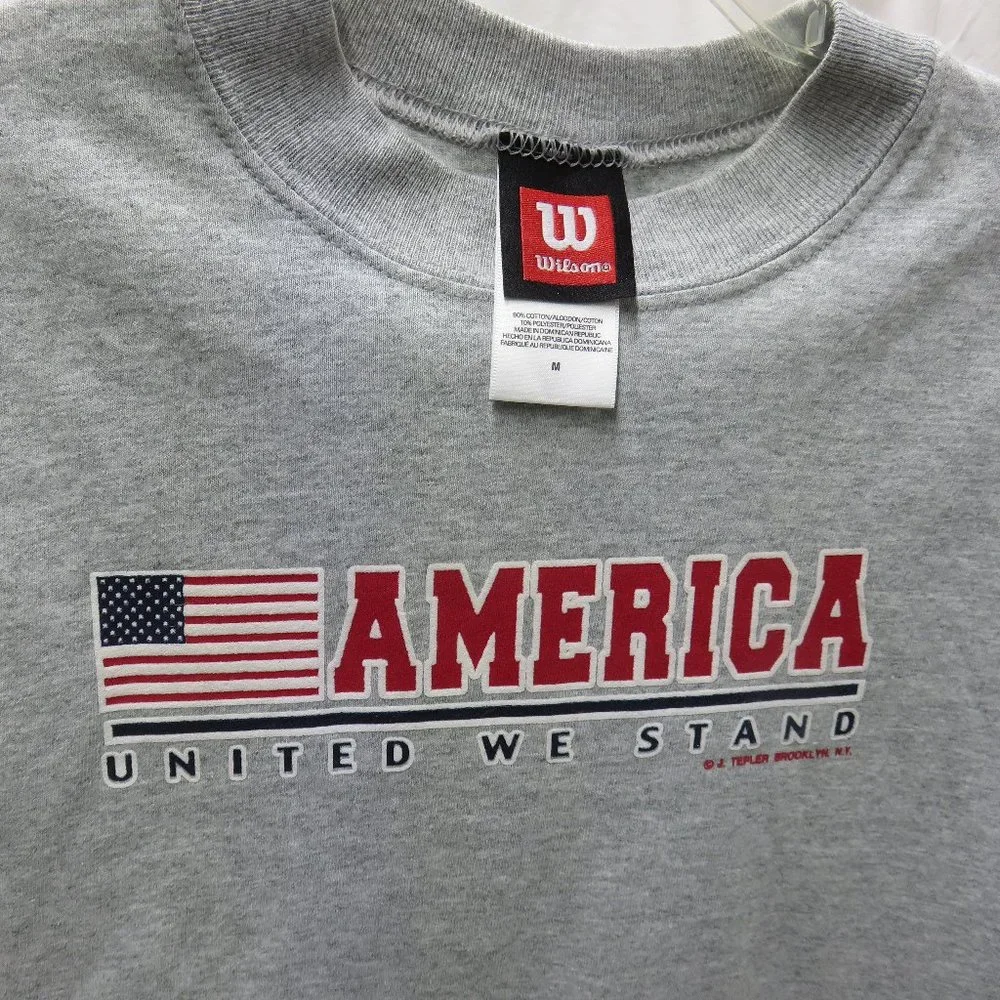 W
Wilson®
90% COTTON/ALGODON/COTON
10% POLYESTER/POLIESTER
MADE IN DOMINICAN REPUBLIC
HECHO EN LA REPUBLICA DOMINICANA
FABRIQUÉ AU REPUBLIQUE DOMINICAINE
M
AMERICA
UNITED WE STAND
© J. TEPLER BROOKLYN, N.Y.